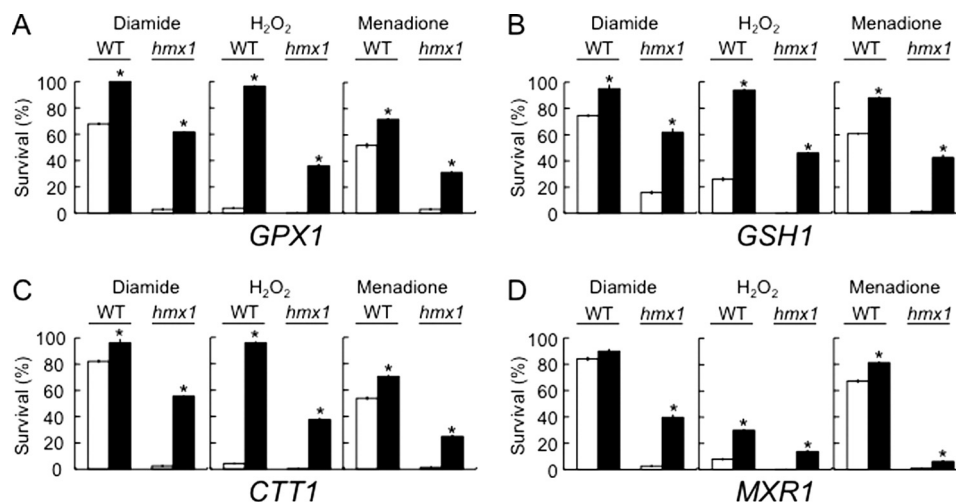 A
Diamide H₂O₂ Menadione
WT hmx1 WT hmx1 WT hmx1
Survival (%)
100
80
60
40
20
0
* * * * * *
GPX1
B
Diamide H₂O₂ Menadione
WT hmx1 WT hmx1 WT hmx1
Survival (%)
100
80
60
40
20
0
* * * * * *
GSH1
C
Diamide H₂O₂ Menadione
WT hmx1 WT hmx1 WT hmx1
Survival (%)
100
80
60
40
20
0
* * * * * *
CTT1
D
Diamide H₂O₂ Menadione
WT hmx1 WT hmx1 WT hmx1
Survival (%)
100
80
60
40
20
0
* * * * *
MXR1